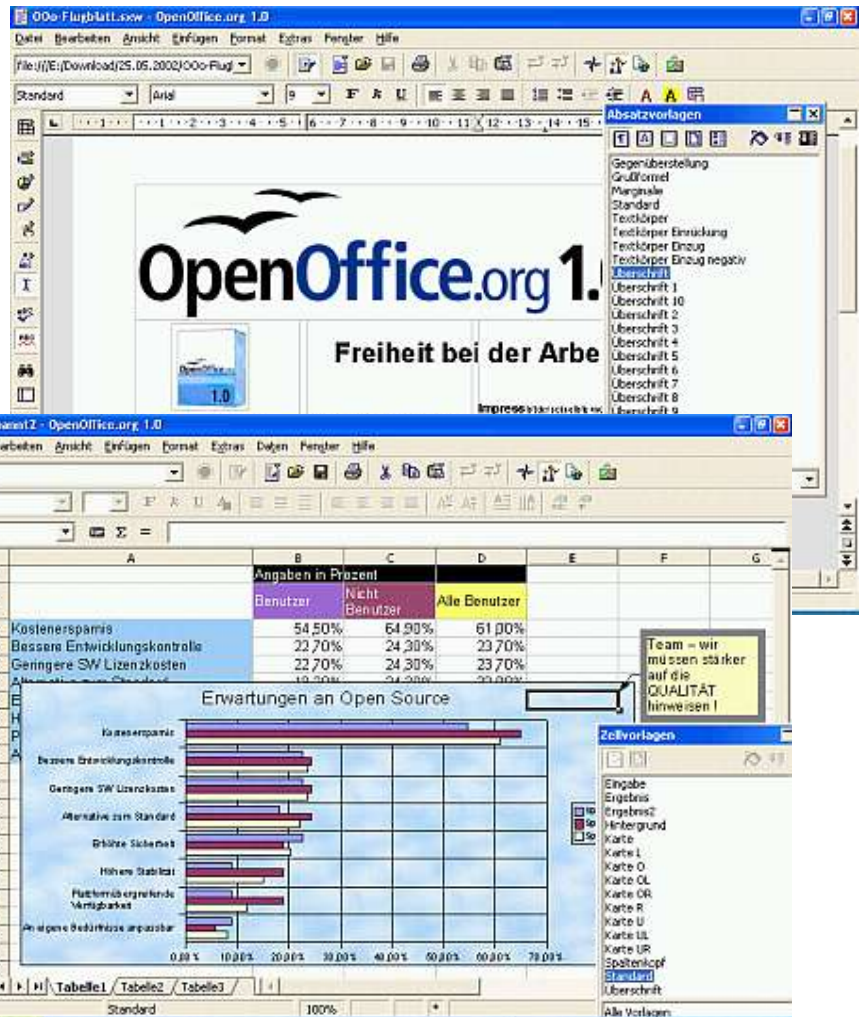 OOo-Flugblatt.sxw - OpenOffice.org 1.0
Datei Bearbeiten Ansicht Einfügen Format Extras Fenster Hilfe
file:///E:/Download/25.05.2002/OOo-Flugl
Standard Arial 9 F K U
Absatzvorlagen
Gegenüberstellung
Grußformel
Marginalie
Standard
Textkörper
Textkörper Einrückung
Textkörper Einzug
Textkörper Einzug negativ
Überschrift
Überschrift 1
Überschrift 10
Überschrift 2
Überschrift 3
Überschrift 4
Überschrift 5
Überschrift 6
Überschrift 7
Überschrift 8
Überschrift 9
OpenOffice.org 1.
1.0
Freiheit bei der Arbe
Impress
annt2 - OpenOffice.org 1.0
arbeiten Ansicht Einfügen Format Extras Daten Fenster Hilfe
F K U A
Σ =
A B C D E F G
Angaben in Prozent
Benutzer Nicht Benutzer Alle Benutzer
Kostenersparnis 54,50% 64,90% 61,00%
Bessere Entwicklungskontrolle 22,70% 24,30% 23,70%
Geringere SW Lizenzkosten 22,70% 24,30% 23,70%
Team – wir
müssen stärker
auf die
QUALITÄT
hinweisen !
Erwartungen an Open Source
Kostenersparnis
Bessere Entwicklungskontrolle
Geringere SW Lizenzkosten
Alternative zum Standard
Erhöhte Sicherheit
Höhere Stabilität
Plattformübergreifende
Verfügbarkeit
An eigene Bedürfnisse anpassbar
0,00% 10,00% 20,00% 30,00% 40,00% 50,00% 60,00% 70,00%
Zellvorlagen
Eingabe
Ergebnis
Ergebnis2
Hintergrund
Karte
Karte L
Karte O
Karte OL
Karte OR
Karte R
Karte U
Karte UL
Karte UR
Spaltenkopf
Standard
Überschrift
Alle Vorlagen
Tabelle1 Tabelle2 Tabelle3
Standard 100% *